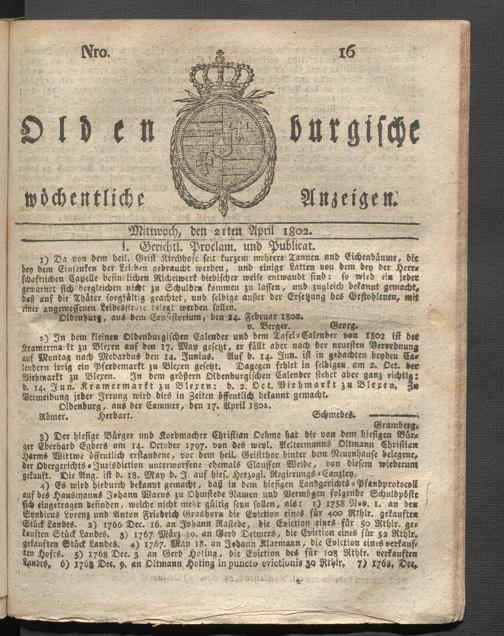 Nro. 16
Olden burgische
wöchentliche Anzeigen.
Mittwoch, den 21ten April 1802.
I. Gerichtl. Proclam. und Publicat.
1) Da von dem heil. Geist Kirchhofe seit kurzem mehrere Tannen und Eichenbäume, die
bey dem Einsenken der Leichen gebraucht werden, und einige Latten von dem bey der Herr-
schaftlichen Capelle befindlichen Richelwerk diebischer weise entwandt sind: so wird ein jeder
gewarnet sich dergleichen nicht zu Schulden kommen zu lassen, und zugleich bekant gemacht,
daß auf die Thäter sorgfältig geachtet, und selbige außer der Ersetzung des Gestohlenen, mit
einer angemessenen Leibesstrafe belegt werden sollen.
Oldenburg, aus dem Consistorium, den 24. Februar 1802.
v. Berger. Georg.
2) In dem kleinen Oldenburgischen Calender und dem Tafel-Calender von 1802 ist des
Kramermarkt zu Blexen auf den 17. May gesetzt, er fällt aber nach der neuesten Verordnung
auf Montag nach Medardus den 14. Junius. Auf d. 14. Jun. ist in gedachten beyden Ca-
lendern irrig ein Pferdemarkt zu Blexen gesetzt. Dagegen fehlt in selbigen am 2. Oct. der
Viehmarkt zu Blexen. In dem größern Oldenburgischen Calender stehet aber ganz richtig:
d. 14. Jun. Kramermarkt zu Blexen; d. 2. Oct. Viehmarkt zu Blexen. Zu
Vermeidung jeder Irrung wird dies in Zeiten öffentlich bekannt gemacht.
Oldenburg, aus der Cammer, den 17. April 1802.
Römer. Herbart. Schmedes.
Gramberg.
3) Der hiesige Bürger und Korbmacher Christian Oehme hat die von dem hiesigen Bür-
ger Eberhard Egbers am 14. October 1797. von des weyl. Aeltermanns Oltmann Christian
Harms Wittwe öffentlich erstandene, vor dem heil. Geistthor hinter dem Neuenhause belegene,
der Obergerichts-Jurisdiction unterworfene ehemals Claussen Weide, von diesem wiederum
gekauft. Die Ang. ist d. 18. May d. J. auf hies. Herzogl. Regierungs-Canzley.
4) Es wird hiedurch bekannt gemacht, daß in dem hiesigen Landgerichts-Pfandprotocoll
auf des Hausmanns Johann Warns zu Ohmstede Namen und Vermögen folgende Schuldpöste
sich eingetragen befinden, welche nicht mehr gültig seyn sollen, als: 1) 1758 Nov. 1. an den
Syndicus Lorenz und Anton Friedrich Grashorn die Eviction eines für 400 Rthlr. gekauften
Stück Landes. 2) 1766 Dec. 16. an Johann Rastede, die Eviction eines für 50 Rthlr. gek
kauften Stück Landes. 3) 1767 März 30. an Gerd Oetmers, die Eviction eines für 52 Rthlr.
gekauften Stück Landes. 4) 1767. May 18. an Johann Klarmann, die Eviction eines verkauf-
ten Hofes. 5) 1768 Dec. 3. an Gerd Hoting, die Eviction des für 108 Rthlr. verkauften
Landes, 6) 1768 Dec. 9. an Oltmann Hoting in puncto evictionis 30 Rthlr. 7) 1768. Dec.